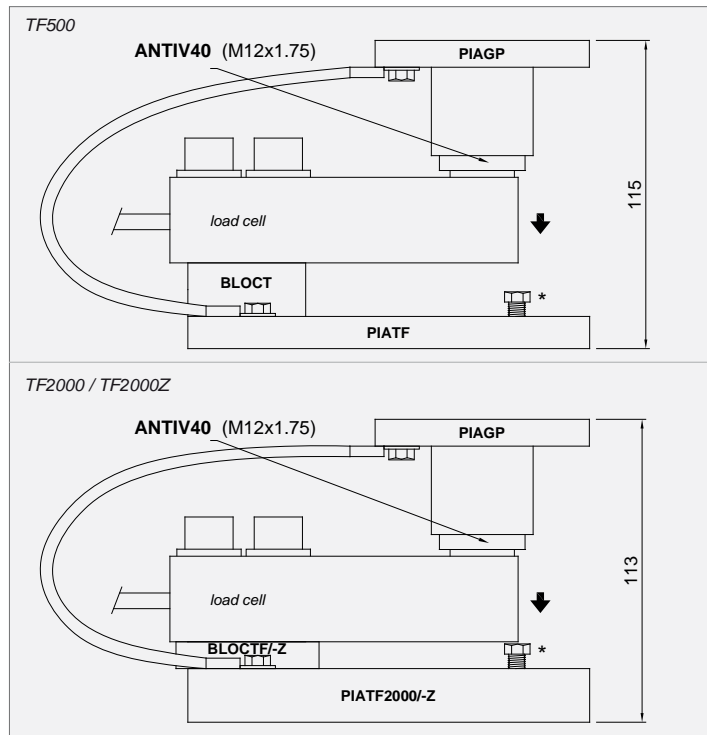 TF500
ANTIV40 (M12x1.75)
PIAGP
115
load cell
BLOCT
*
PIATF
TF2000 / TF2000Z
ANTIV40 (M12x1.75)
PIAGP
113
load cell
BLOCTF/-Z
*
PIATF2000/-Z